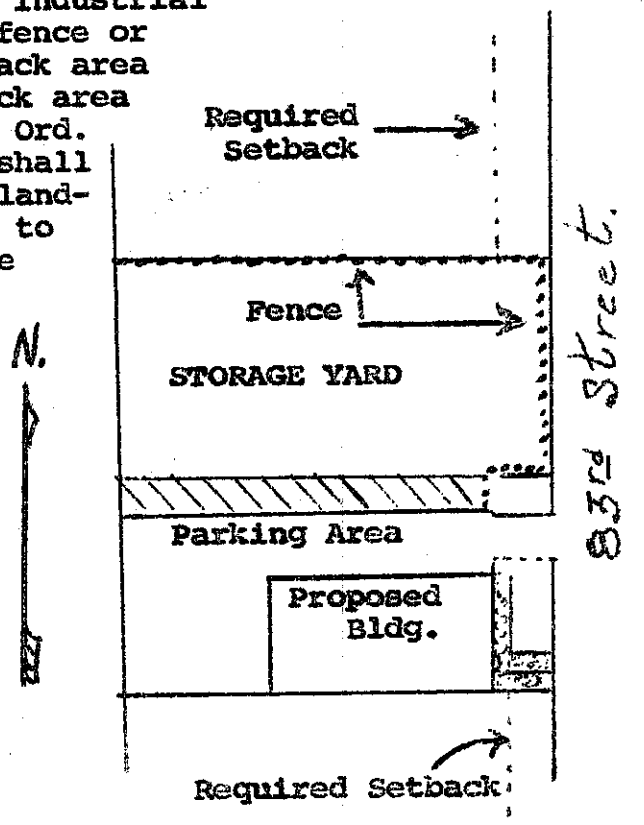 Industrial
fence or
ack area
ck area
Ord.
shall
land-
to
e
Required
Setback
Fence
N.
STORAGE YARD
83rd Street.
Parking Area
Proposed
Bldg.
Required Setback